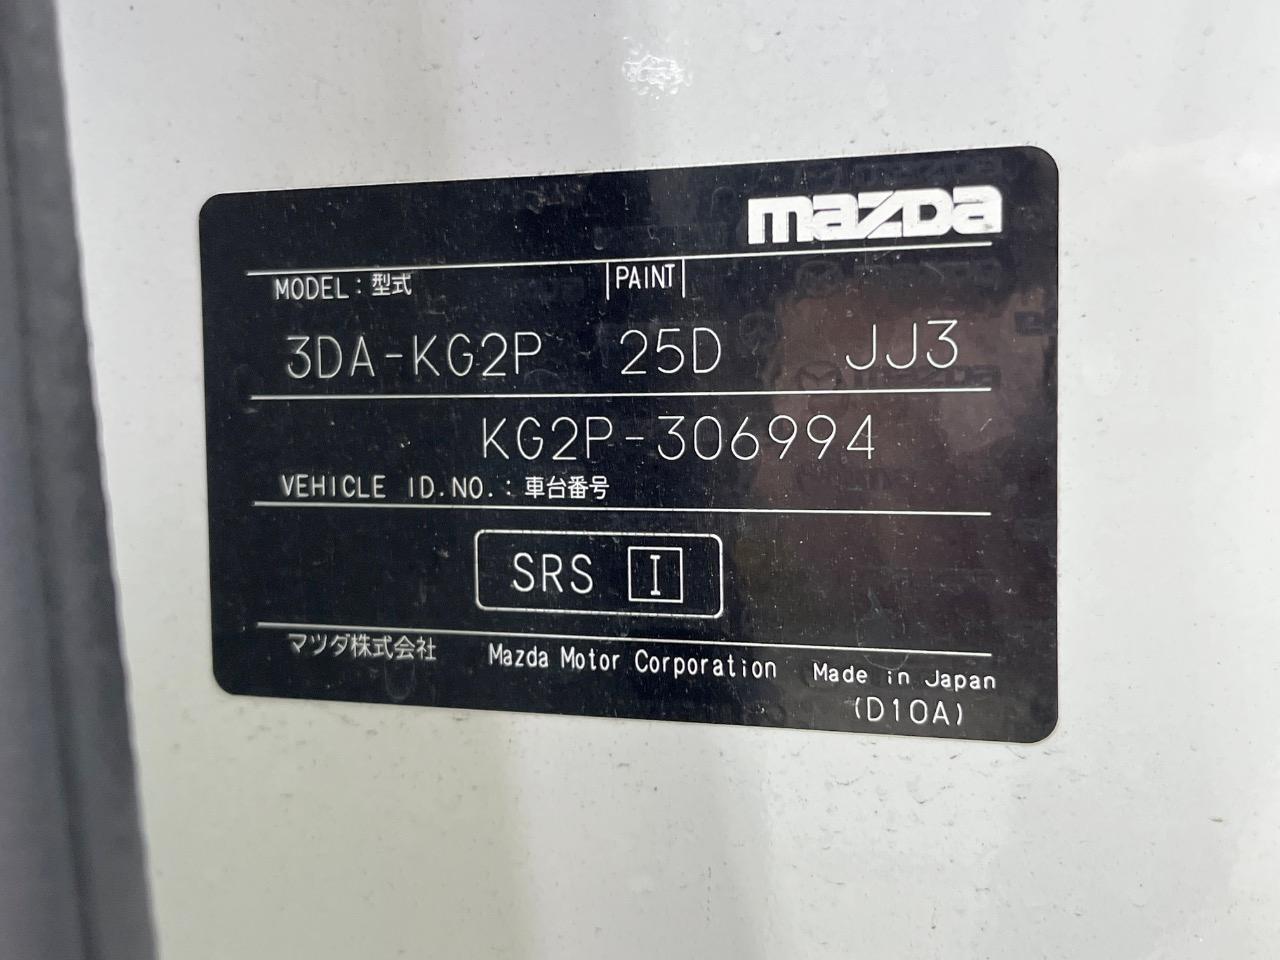 mazda
MODEL：型式 |PAINT|
3DA-KG2P 25D JJ3
KG2P-306994
VEHICLE ID.NO.：車台番号
SRS I
マツダ株式会社 Mazda Motor Corporation Made in Japan
(D10A)